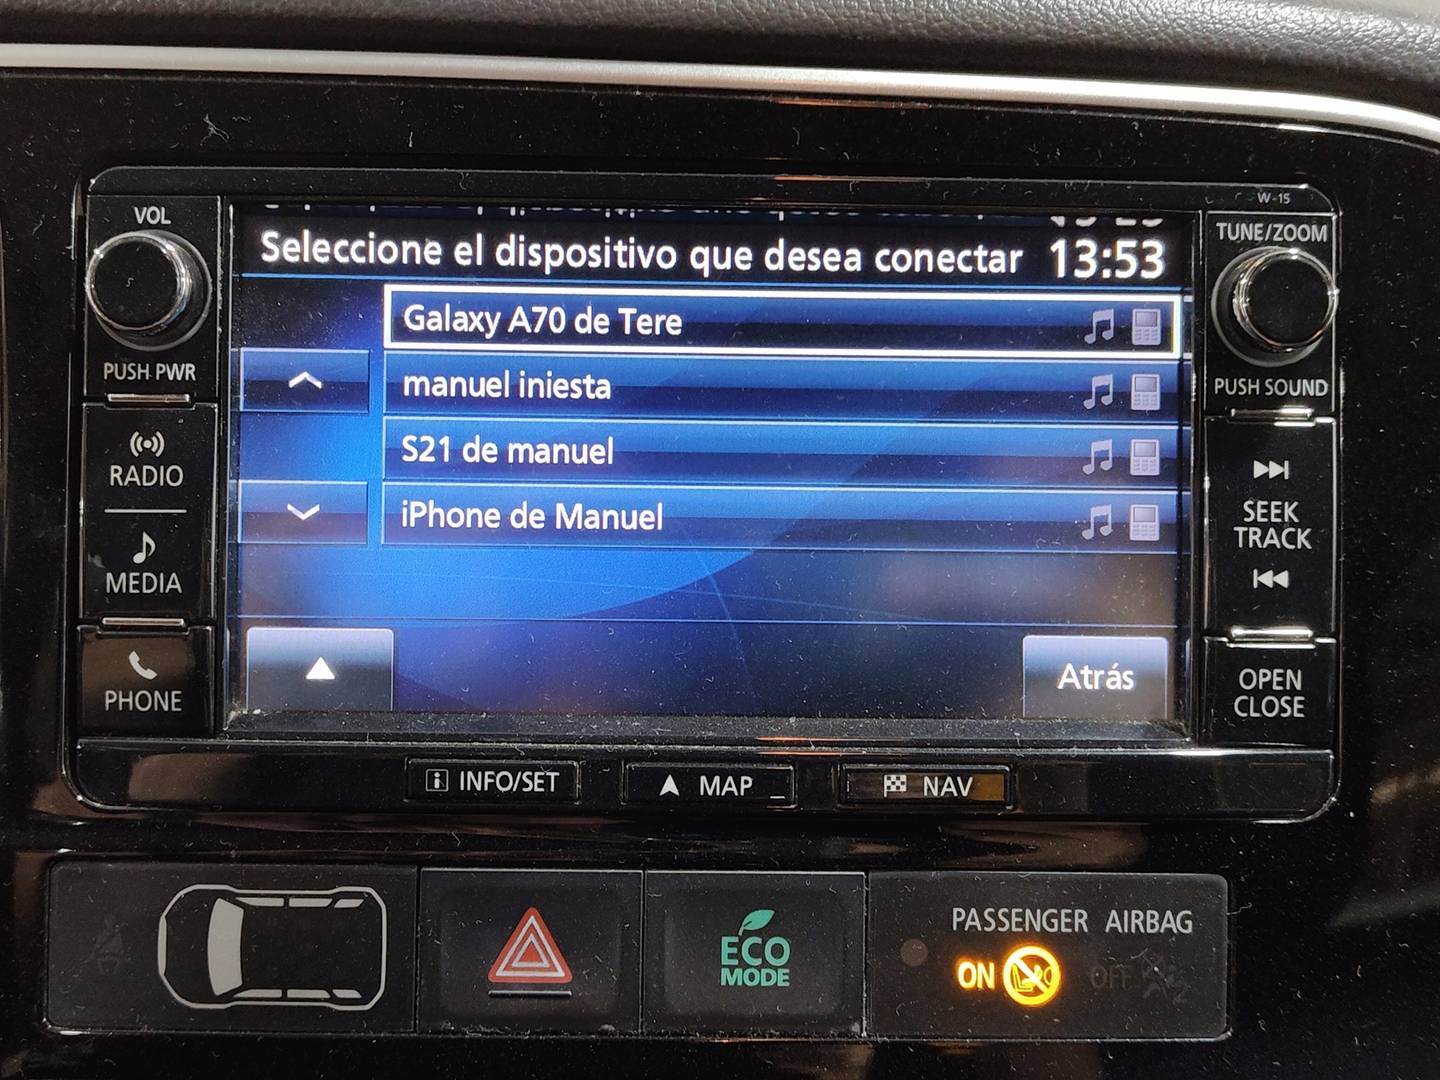 W-15
VOL
TUNE/ZOOM
Seleccione el dispositivo que desea conectar 13:53
Galaxy A70 de Tere
PUSH PWR
manuel iniesta
PUSH SOUND
S21 de manuel
RADIO
iPhone de Manuel
SEEK
TRACK
MEDIA
Atrás
PHONE
OPEN
CLOSE
INFO/SET
MAP
NAV
PASSENGER AIRBAG
ECO
MODE
ON
OFF